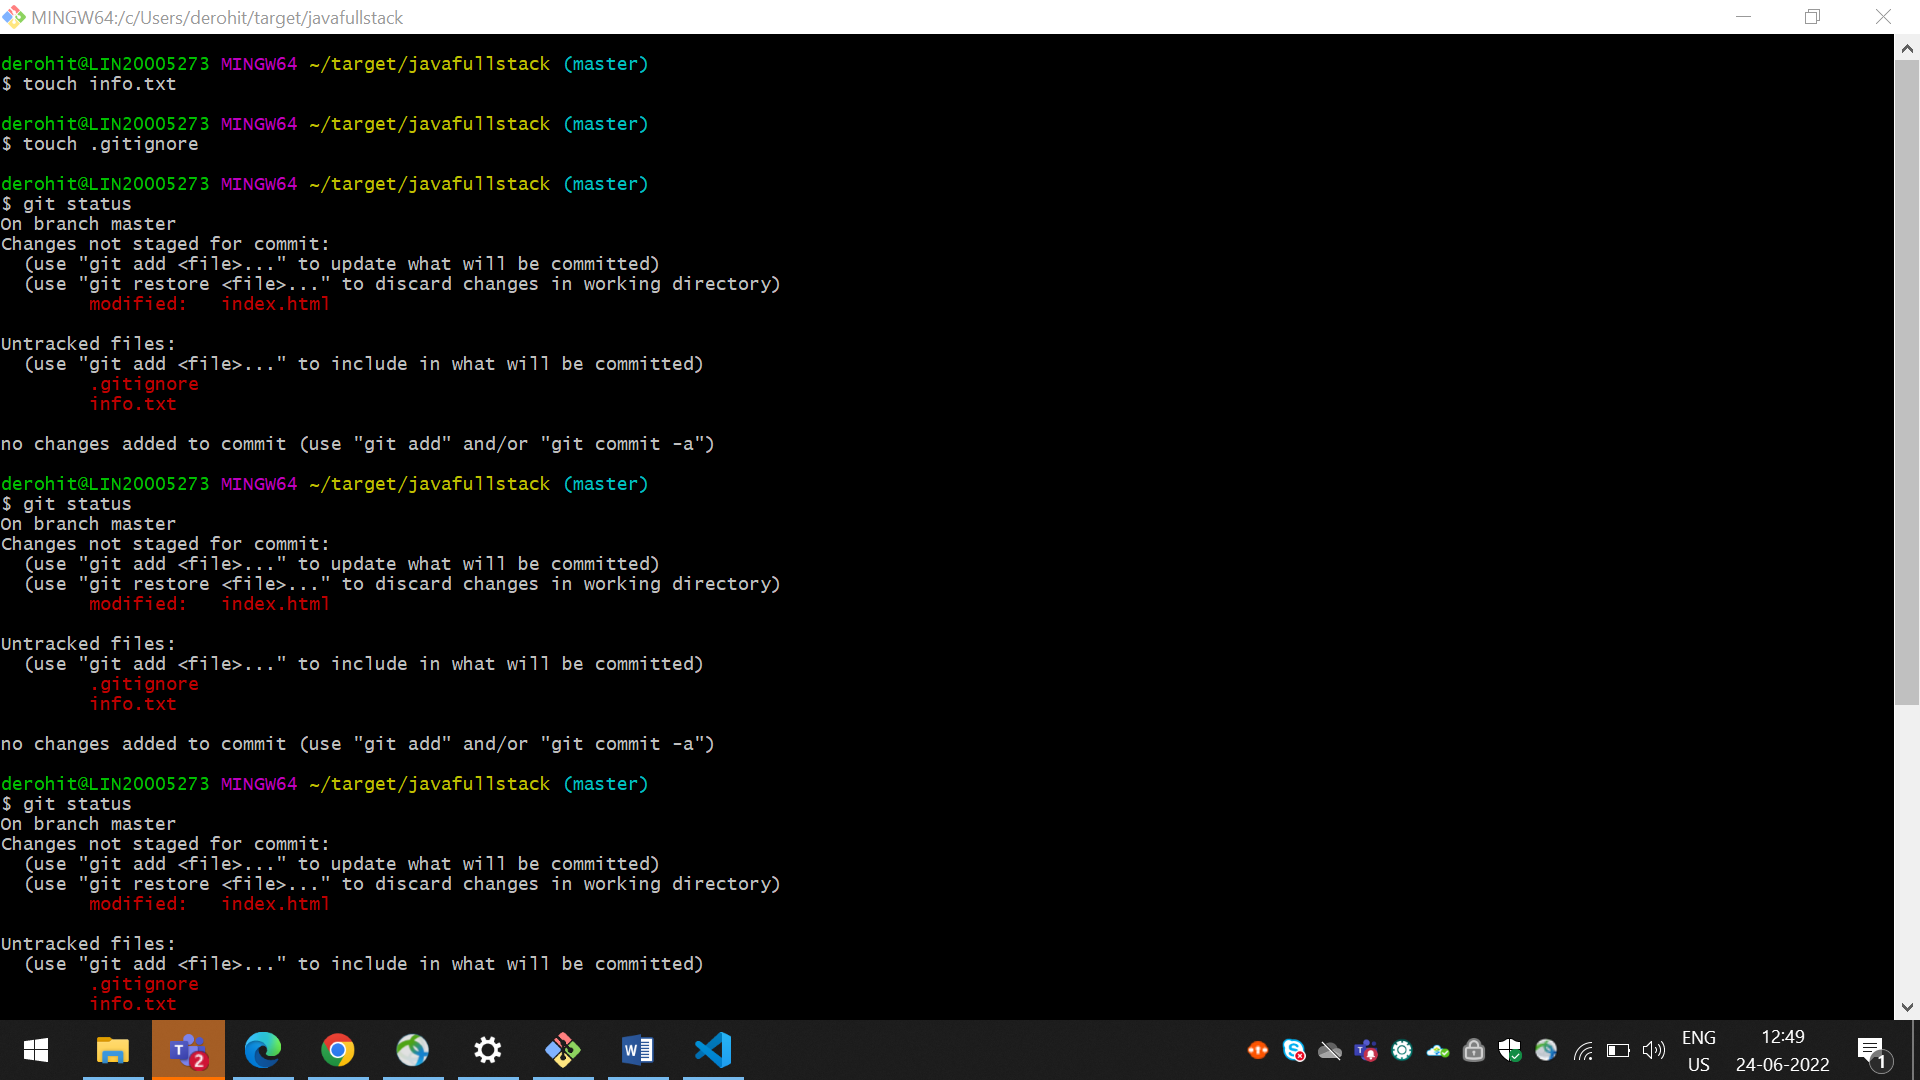 MINGW64:/c/Users/derohit/target/javafullstack
derohit@LIN20005273 MINGW64 ~/target/javafullstack (master)
$ touch info.txt
derohit@LIN20005273 MINGW64 ~/target/javafullstack (master)
$ touch .gitignore
derohit@LIN20005273 MINGW64 ~/target/javafullstack (master)
$ git status
On branch master
Changes not staged for commit:
  (use "git add <file>..." to update what will be committed)
  (use "git restore <file>..." to discard changes in working directory)
        modified:   index.html
Untracked files:
  (use "git add <file>..." to include in what will be committed)
        .gitignore
        info.txt
no changes added to commit (use "git add" and/or "git commit -a")
derohit@LIN20005273 MINGW64 ~/target/javafullstack (master)
$ git status
On branch master
Changes not staged for commit:
  (use "git add <file>..." to update what will be committed)
  (use "git restore <file>..." to discard changes in working directory)
        modified:   index.html
Untracked files:
  (use "git add <file>..." to include in what will be committed)
        .gitignore
        info.txt
no changes added to commit (use "git add" and/or "git commit -a")
derohit@LIN20005273 MINGW64 ~/target/javafullstack (master)
$ git status
On branch master
Changes not staged for commit:
  (use "git add <file>..." to update what will be committed)
  (use "git restore <file>..." to discard changes in working directory)
        modified:   index.html
Untracked files:
  (use "git add <file>..." to include in what will be committed)
        .gitignore
        info.txt
T 2
W
ENG
US
12:49
24-06-2022
1